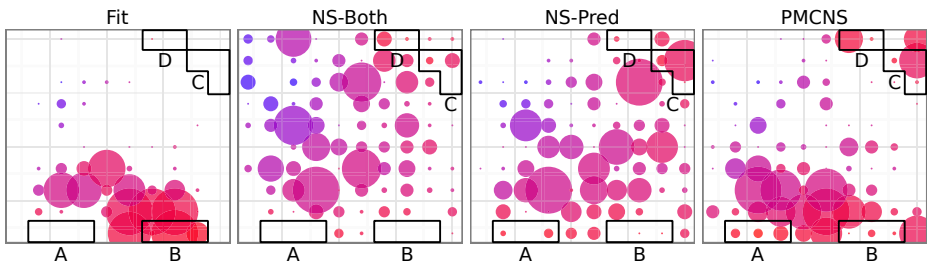 Fit NS-Both NS-Pred PMCNS
D D D D
C C C C
A B A B A B A B